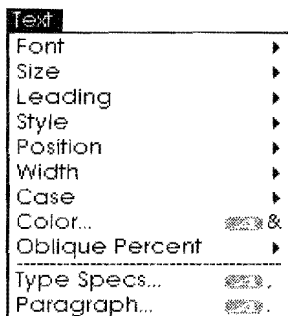 Text
Font
Size
Leading
Style
Position
Width
Case
Color... &
Oblique Percent
Type Specs... ,
Paragraph... .